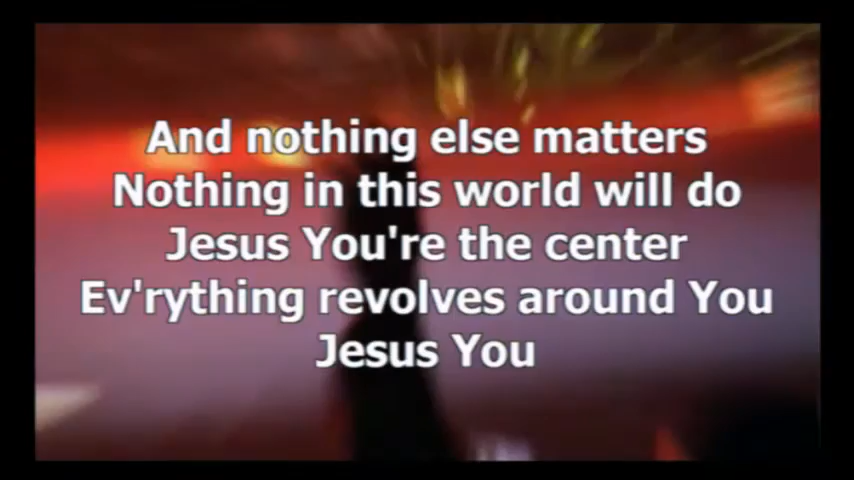 And nothing else matters
Nothing in this world will do
Jesus You're the center
Ev'rything revolves around You
Jesus You